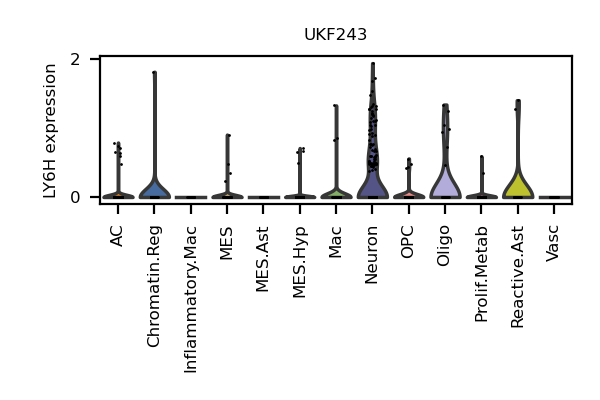 UKF243
LY6H expression
2
0
AC
Chromatin.Reg
Inflammatory.Mac
MES
MES.Ast
MES.Hyp
Mac
Neuron
OPC
Oligo
Prolif.Metab
Reactive.Ast
Vasc